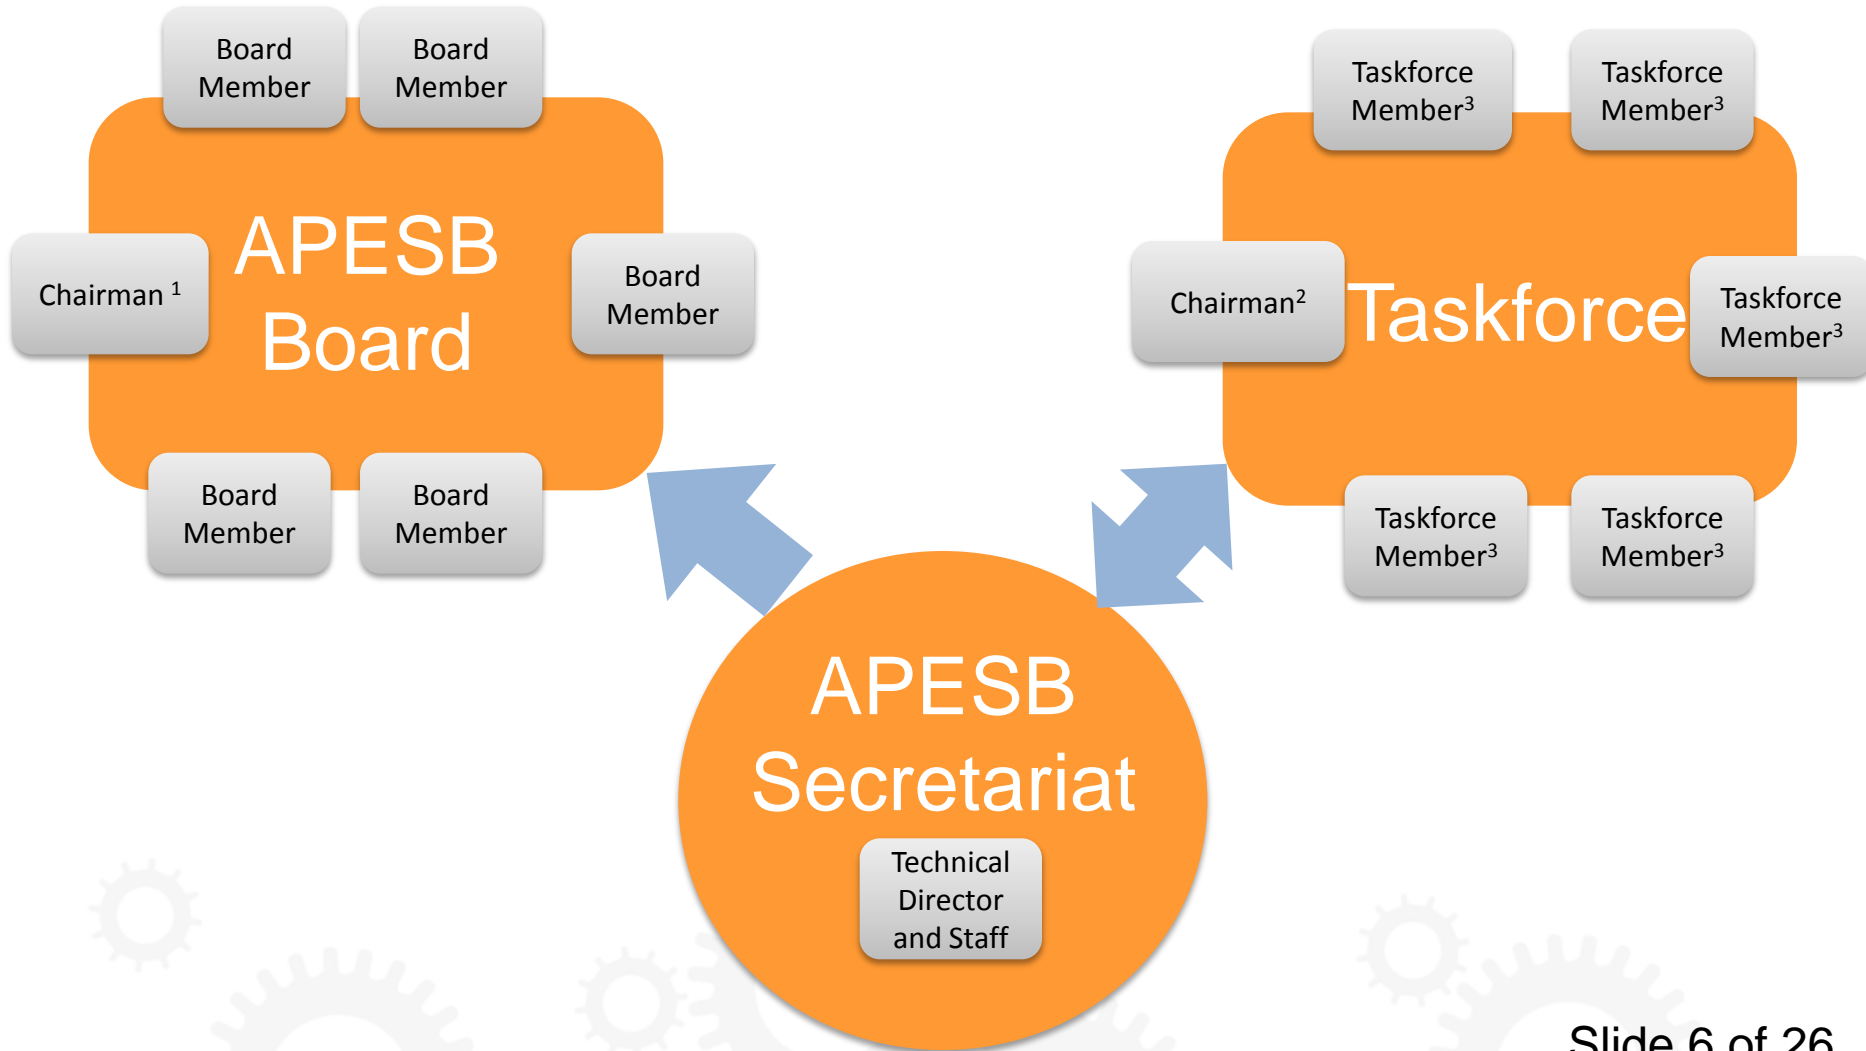 Board
Member
Board
Member
Chairman ¹
APESB
Board
Board
Member
Board
Member
Board
Member
Taskforce
Member³
Taskforce
Member³
Chairman²
Taskforce
Taskforce
Member³
Taskforce
Member³
Taskforce
Member³
APESB
Secretariat
Technical
Director
and Staff
Slide 6 of 26